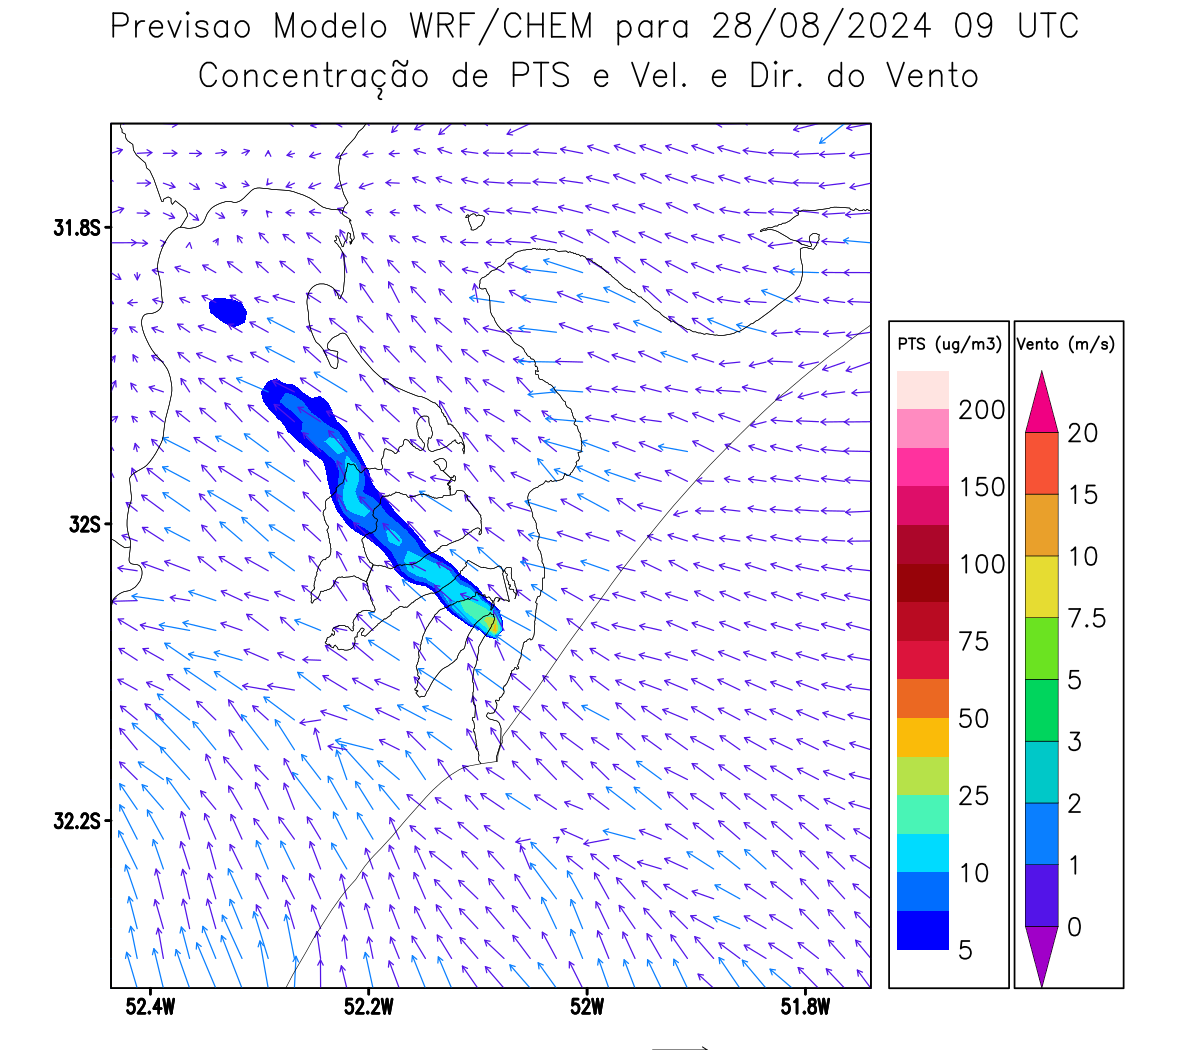 Previsao Modelo WRF/CHEM para 28/08/2024 09 UTC
Concentração de PTS e Vel. e Dir. do Vento
31.8S
32S
32.2S
52.4W
52.2W
52W
51.8W
PTS (ug/m3)
200
150
100
75
50
25
10
5
Vento (m/s)
20
15
10
7.5
5
3
2
1
0